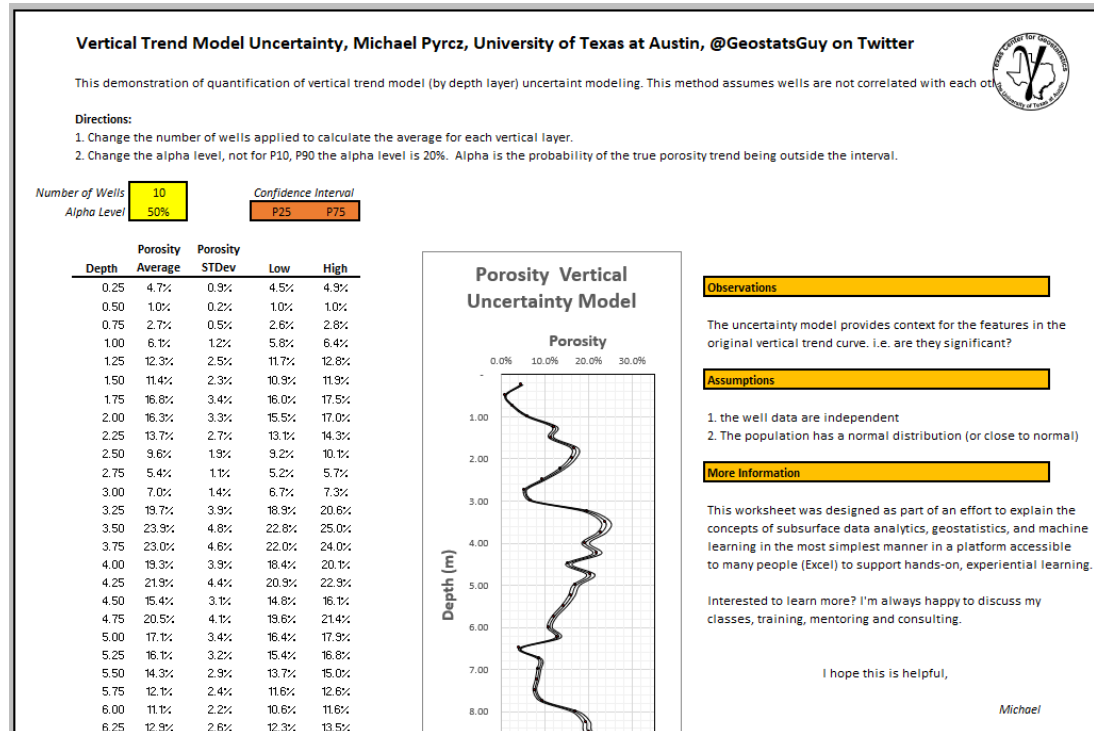 Vertical Trend Model Uncertainty, Michael Pyrcz, University of Texas at Austin, @GeostatsGuy on Twitter
This demonstration of quantification of vertical trend model (by depth layer) uncertaint modeling. This method assumes wells are not correlated with each oth
Texas Center for Geostatistics
The University of Texas at Austin
Directions:
1. Change the number of wells applied to calculate the average for each vertical layer.
2. Change the alpha level, not for P10, P90 the alpha level is 20%. Alpha is the probability of the true porosity trend being outside the interval.
Number of Wells 10 Confidence Interval
Alpha Level 50% P25 P75
Porosity Porosity
Depth Average STDev Low High
0.25 4.7% 0.9% 4.5% 4.9%
0.50 1.0% 0.2% 1.0% 1.0%
0.75 2.7% 0.5% 2.6% 2.8%
1.00 6.1% 1.2% 5.8% 6.4%
1.25 12.3% 2.5% 11.7% 12.8%
1.50 11.4% 2.3% 10.9% 11.9%
1.75 16.8% 3.4% 16.0% 17.5%
2.00 16.3% 3.3% 15.5% 17.0%
2.25 13.7% 2.7% 13.1% 14.3%
2.50 9.6% 1.9% 9.2% 10.1%
2.75 5.4% 1.1% 5.2% 5.7%
3.00 7.0% 1.4% 6.7% 7.3%
3.25 19.7% 3.9% 18.9% 20.6%
3.50 23.9% 4.8% 22.8% 25.0%
3.75 23.0% 4.6% 22.0% 24.0%
4.00 19.3% 3.9% 18.4% 20.1%
4.25 21.9% 4.4% 20.9% 22.9%
4.50 15.4% 3.1% 14.8% 16.1%
4.75 20.5% 4.1% 19.6% 21.4%
5.00 17.1% 3.4% 16.4% 17.9%
5.25 16.1% 3.2% 15.4% 16.8%
5.50 14.3% 2.9% 13.7% 15.0%
5.75 12.1% 2.4% 11.6% 12.6%
6.00 11.1% 2.2% 10.6% 11.6%
6.25 12.9% 2.6% 12.3% 13.5%
Porosity Vertical
Uncertainty Model
Porosity
0.0% 10.0% 20.0% 30.0%
-
1.00
2.00
3.00
4.00
5.00
6.00
7.00
8.00
Depth (m)
Observations
The uncertainty model provides context for the features in the
original vertical trend curve. i.e. are they significant?
Assumptions
1. the well data are independent
2. The population has a normal distribution (or close to normal)
More Information
This worksheet was designed as part of an effort to explain the
concepts of subsurface data analytics, geostatistics, and machine
learning in the most simplest manner in a platform accessible
to many people (Excel) to support hands-on, experiential learning.
Interested to learn more? I'm always happy to discuss my
classes, training, mentoring and consulting.
I hope this is helpful,
Michael